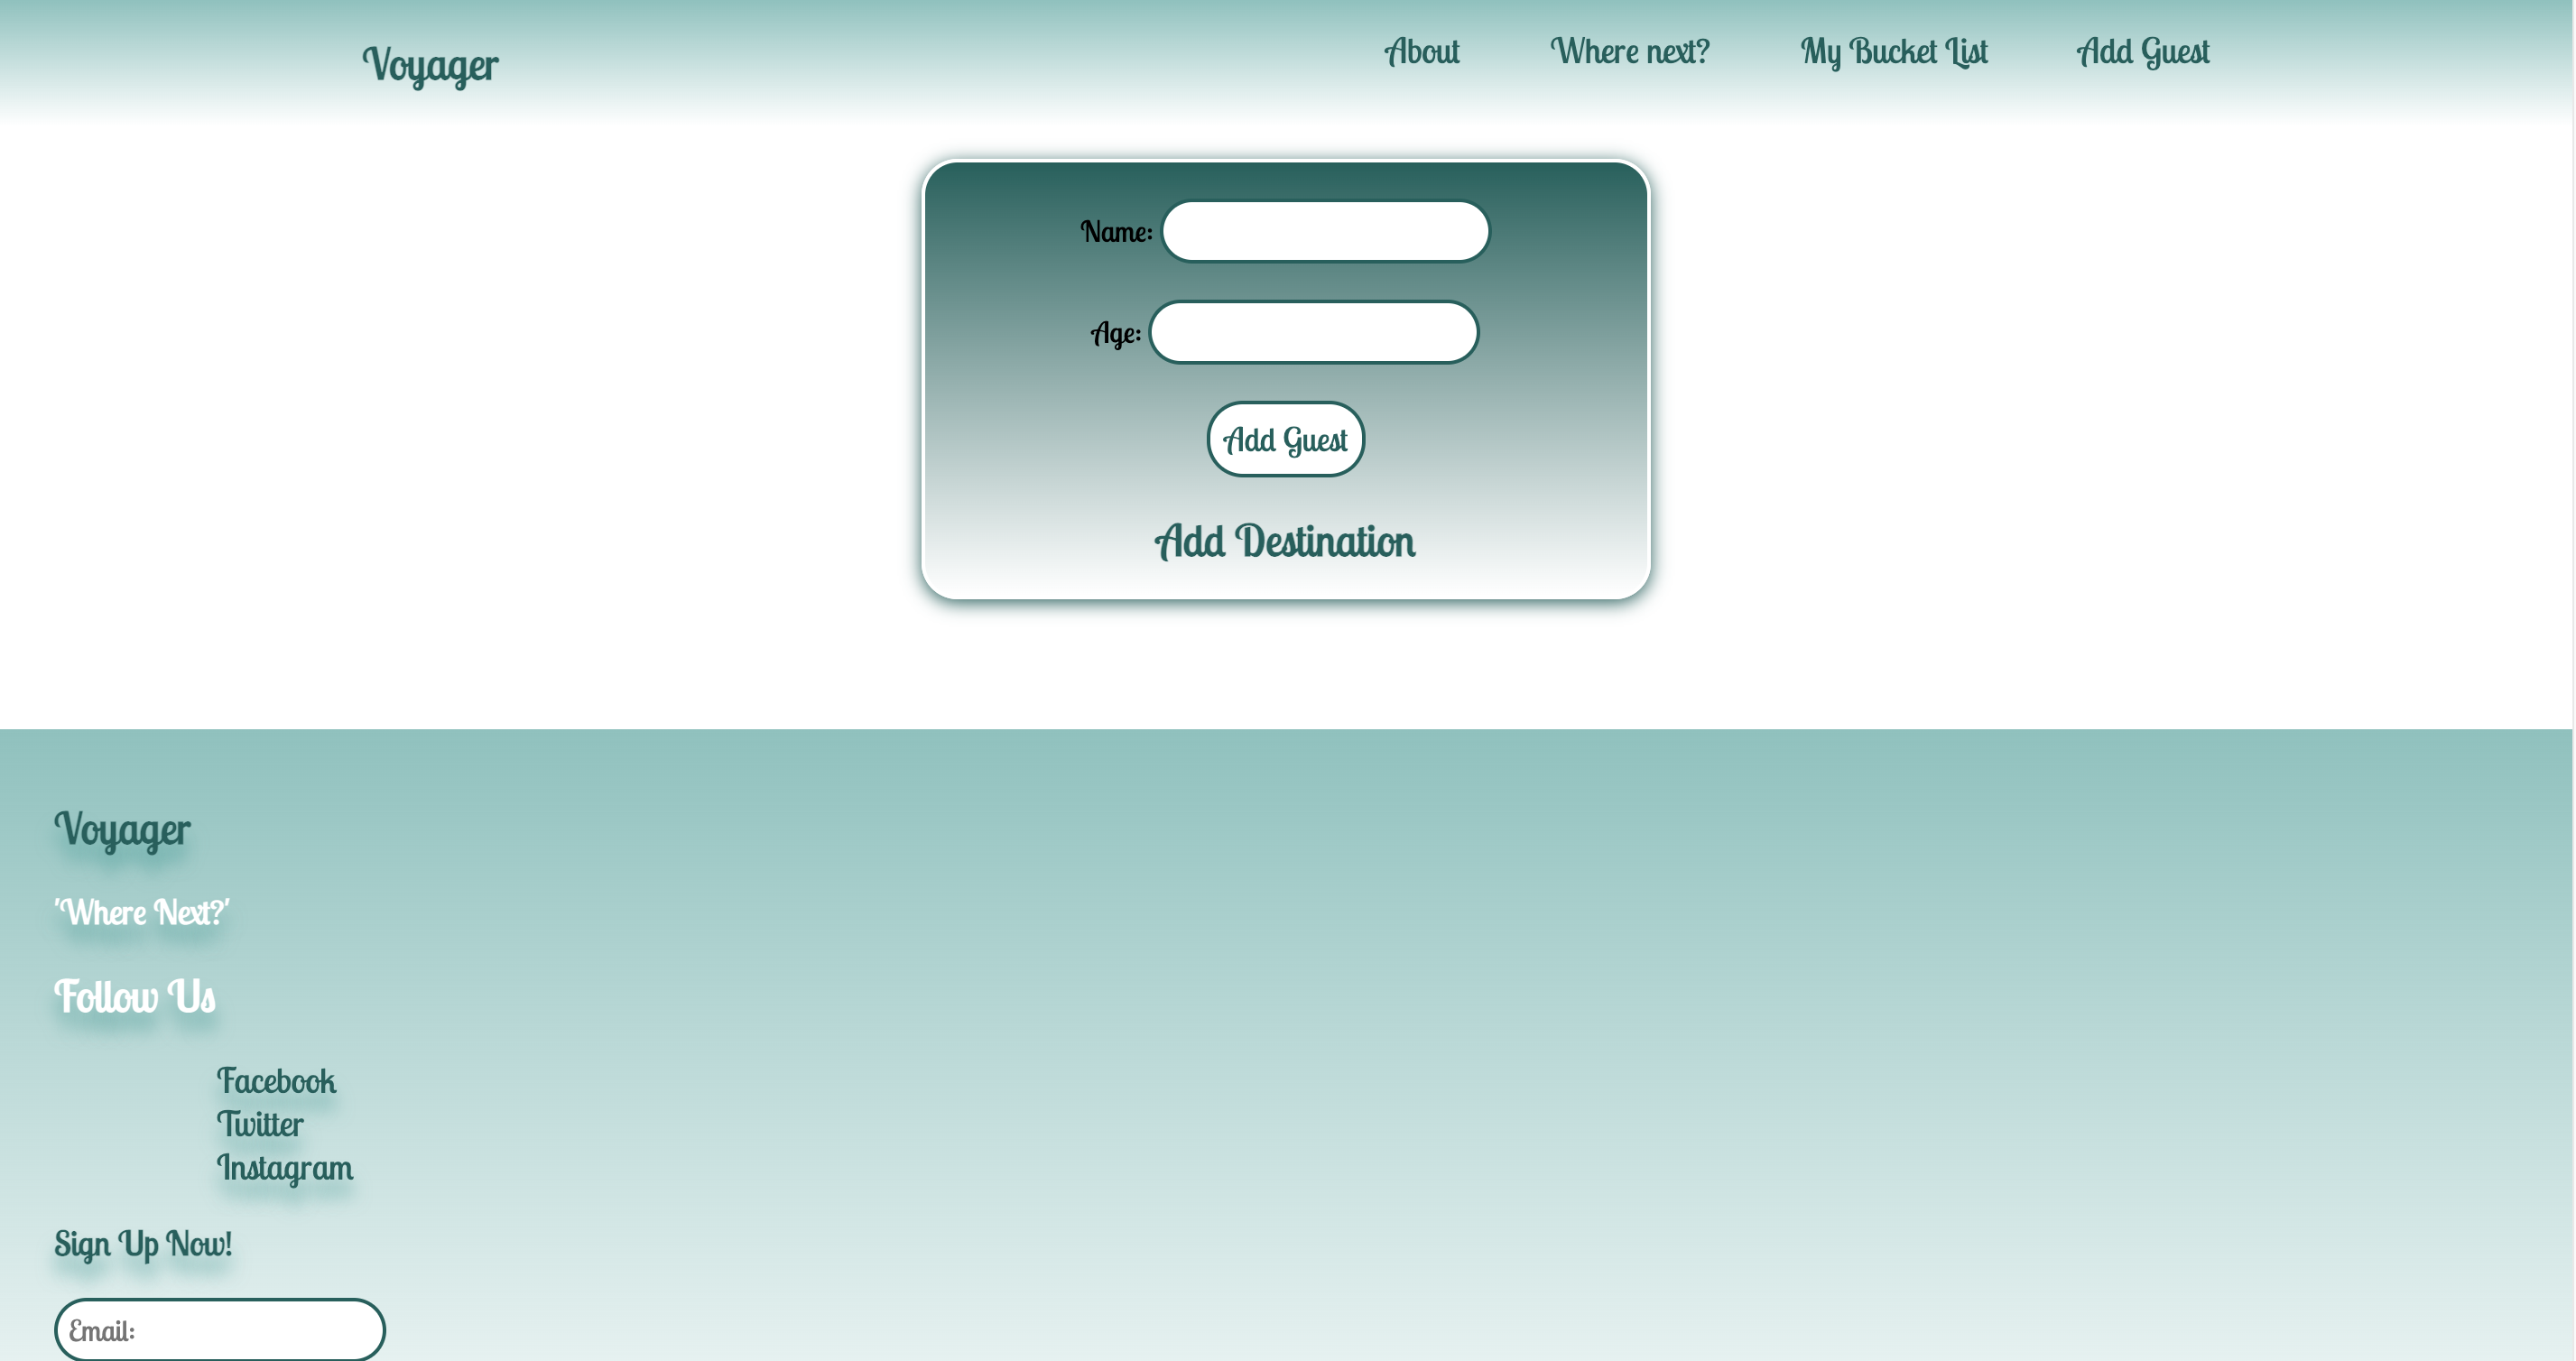 Voyager
About Where next? My Bucket List Add Guest
Name:
Age:
Add Guest
Add Destination
Voyager
'Where Next?'
Follow Us
Facebook
Twitter
Instagram
Sign Up Now!
Email: